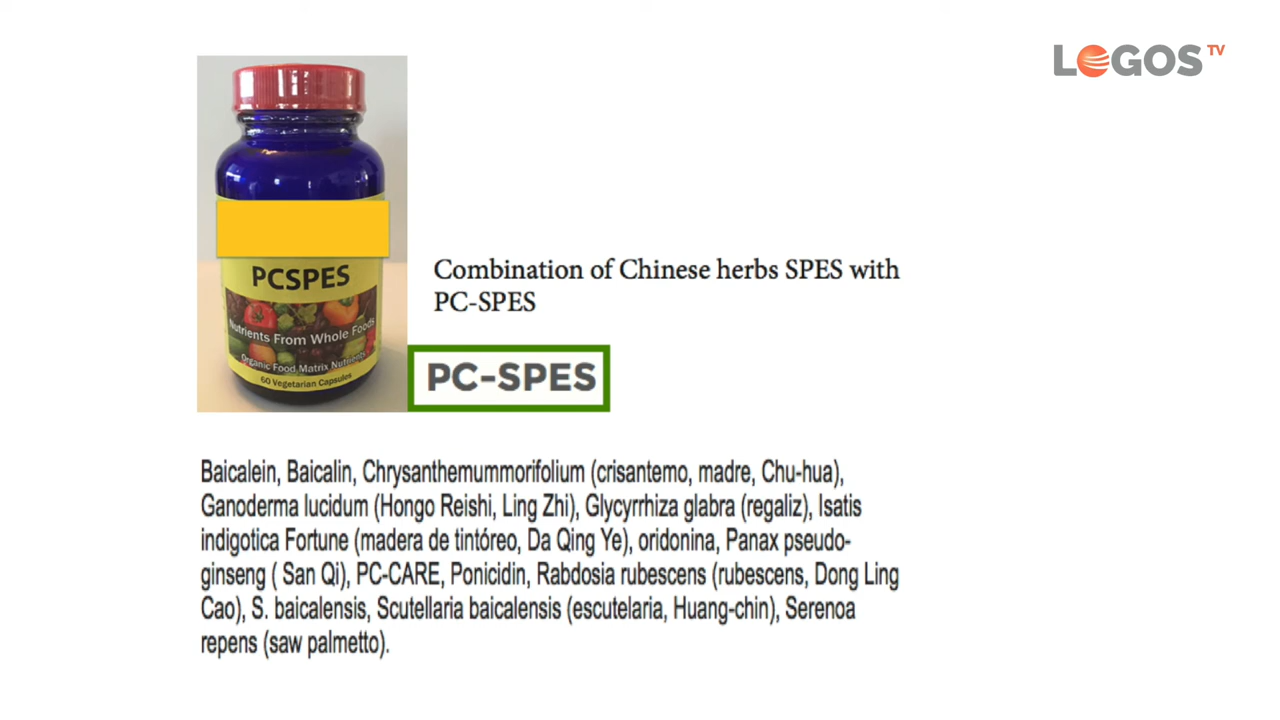 LOGOS TV
PCSPES
Nutrients From Whole Foods
Organic Food Matrix Nutrients
60 Vegetarian Capsules
Combination of Chinese herbs SPES with
PC-SPES
PC-SPES
Baicalein, Baicalin, Chrysanthemummorifolium (crisantemo, madre, Chu-hua),
Ganoderma lucidum (Hongo Reishi, Ling Zhi), Glycyrrhiza glabra (regaliz), Isatis
indigotica Fortune (madera de tintóreo, Da Qing Ye), oridonina, Panax pseudo-
ginseng ( San Qi), PC-CARE, Ponicidin, Rabdosia rubescens (rubescens, Dong Ling
Cao), S. baicalensis, Scutellaria baicalensis (escutelaria, Huang-chin), Serenoa
repens (saw palmetto).